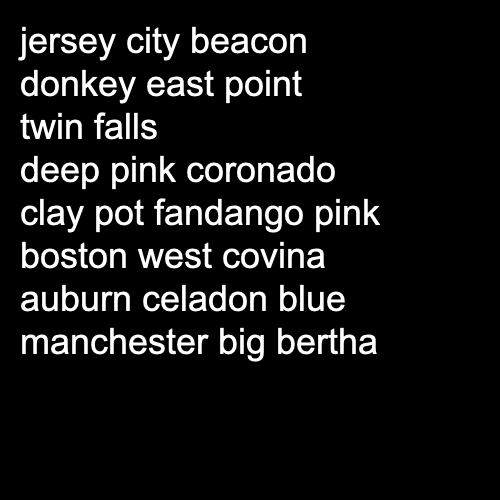 jersey city beacon
donkey east point
twin falls
deep pink coronado
clay pot fandango pink
boston west covina
auburn celadon blue
manchester big bertha